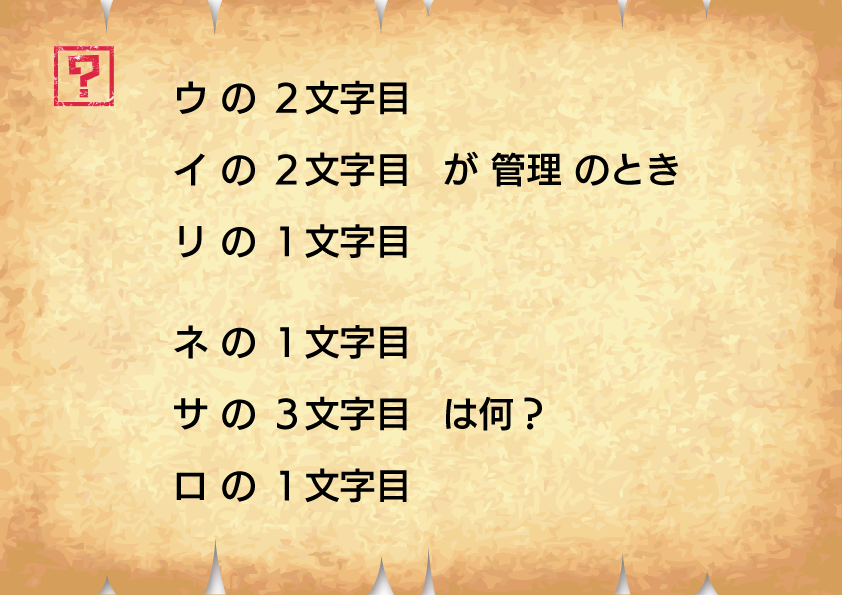 ?
ウ の 2文字目
イ の 2文字目 が 管理 のとき
リ の 1文字目
ネ の 1文字目
サ の 3文字目 は何?
ロ の 1文字目